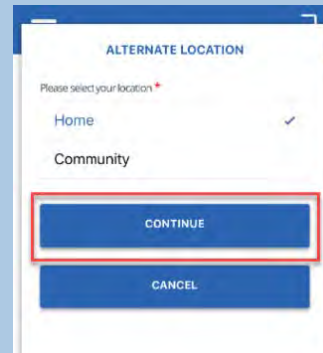 ALTERNATE LOCATION
Please select your location *
Home
Community
CONTINUE
CANCEL